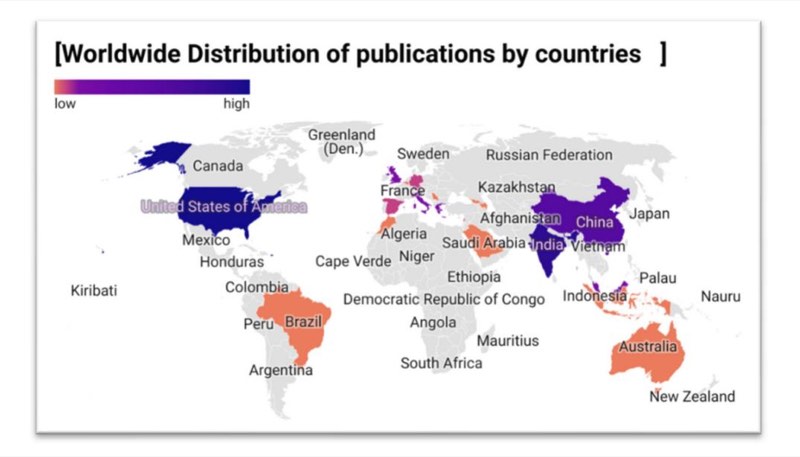 [Worldwide Distribution of publications by countries ]
low high
Greenland
(Den.)
Canada
Sweden
Russian Federation
France
Kazakhstan
United States of America
Afghanistan
China
Japan
Mexico
Algeria
Saudi Arabia
India
Vietnam
Honduras
Cape Verde
Niger
Ethiopia
Palau
Kiribati
Colombia
Democratic Republic of Congo
Indonesia
Nauru
Peru
Brazil
Angola
Mauritius
Australia
Argentina
South Africa
New Zealand